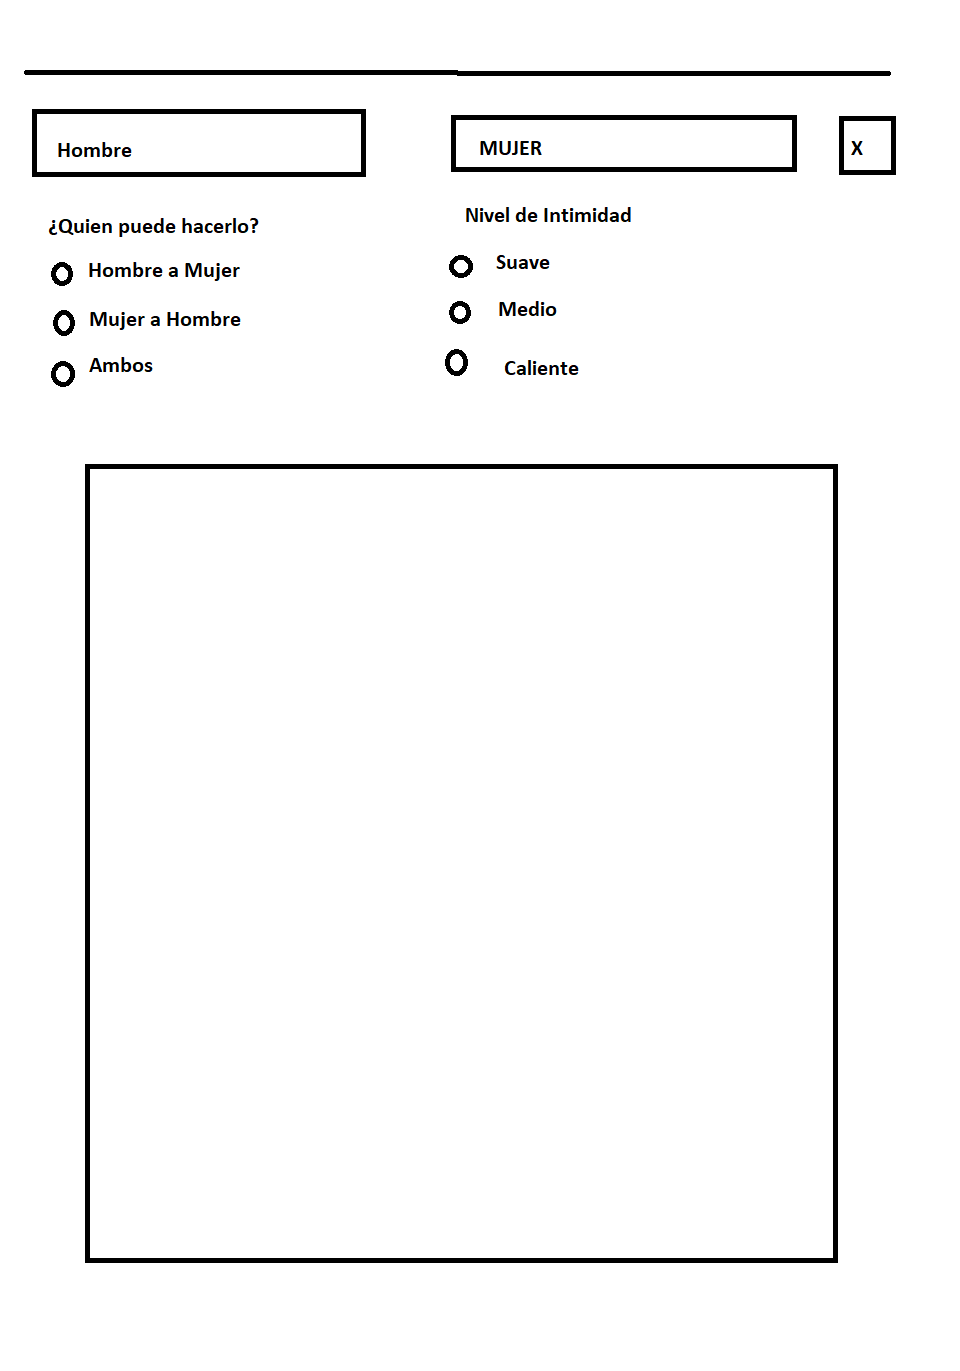 Hombre
MUJER
X
¿Quien puede hacerlo?
Hombre a Mujer
Mujer a Hombre
Ambos
Nivel de Intimidad
Suave
Medio
Caliente